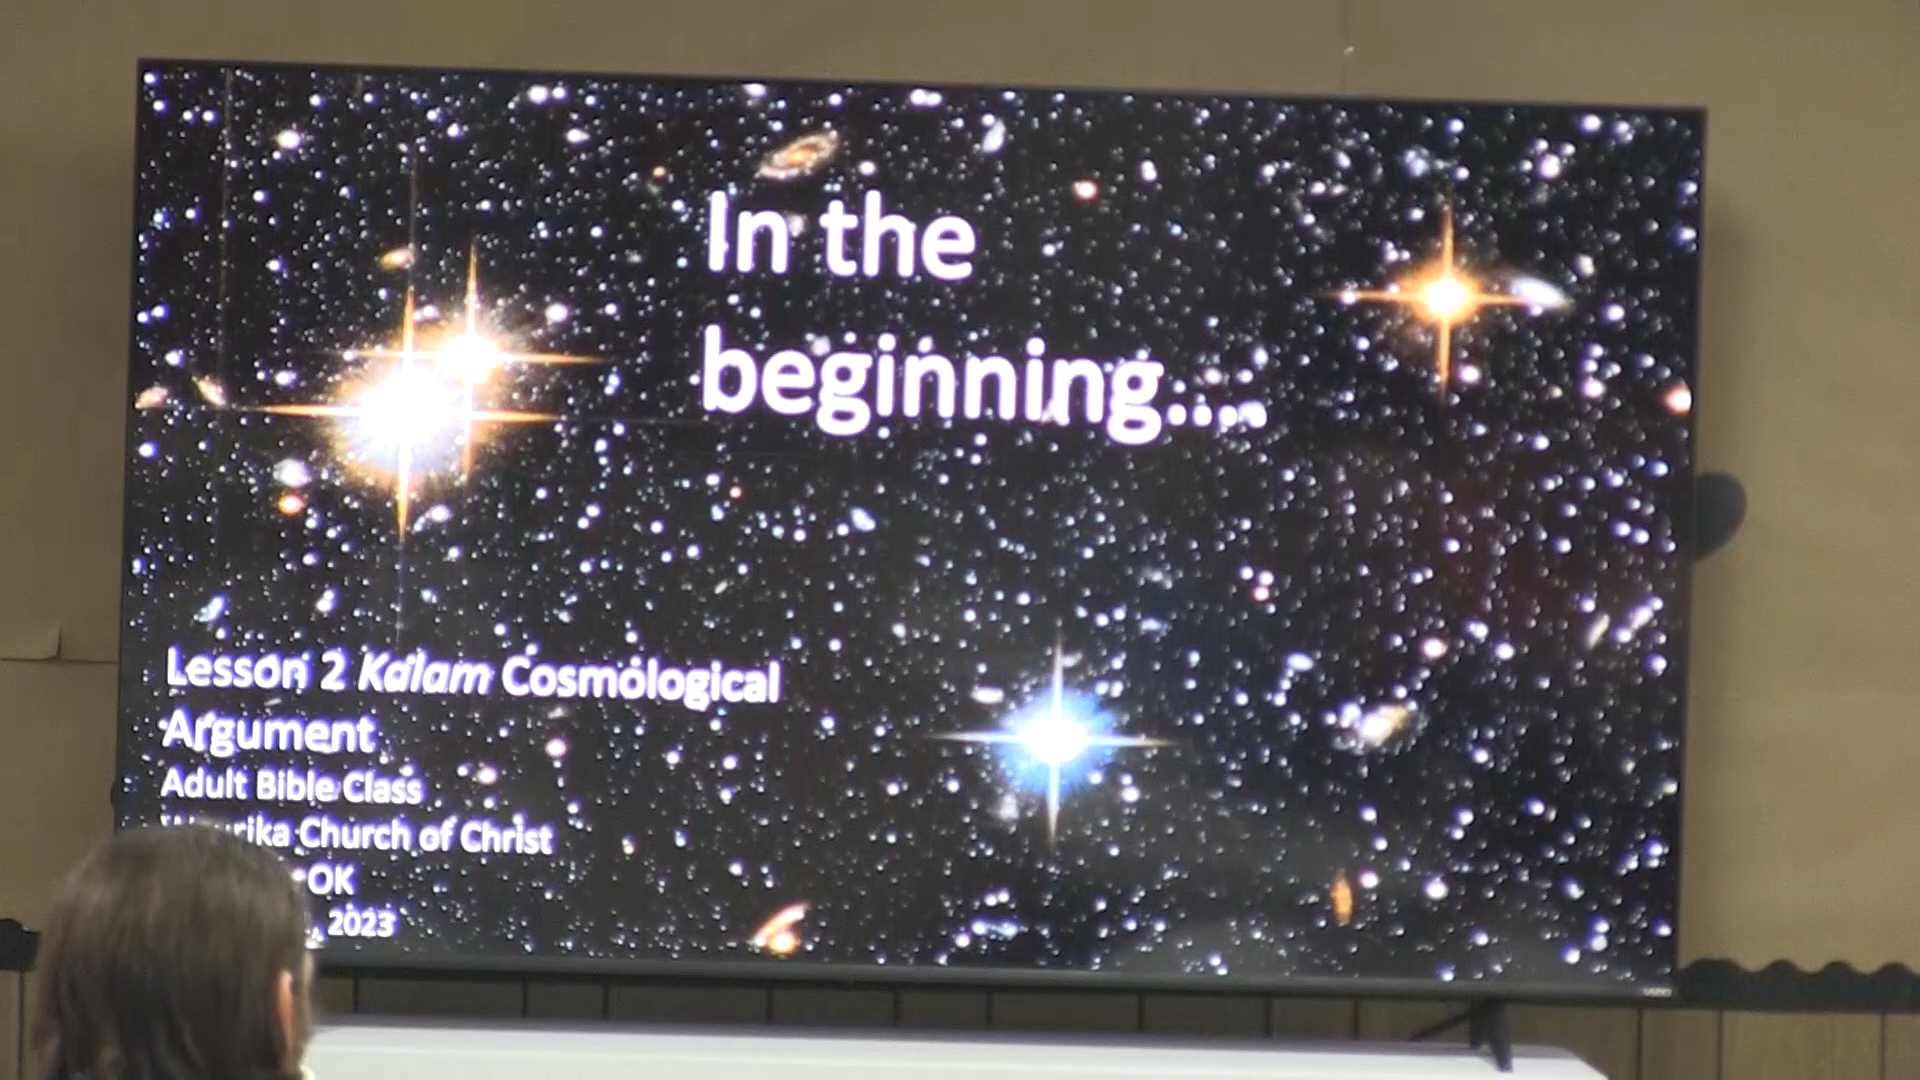 In the
beginning....
Lesson 2 Kalam Cosmological
Argument
Adult Bible Class
Church of Christ
OK
2023